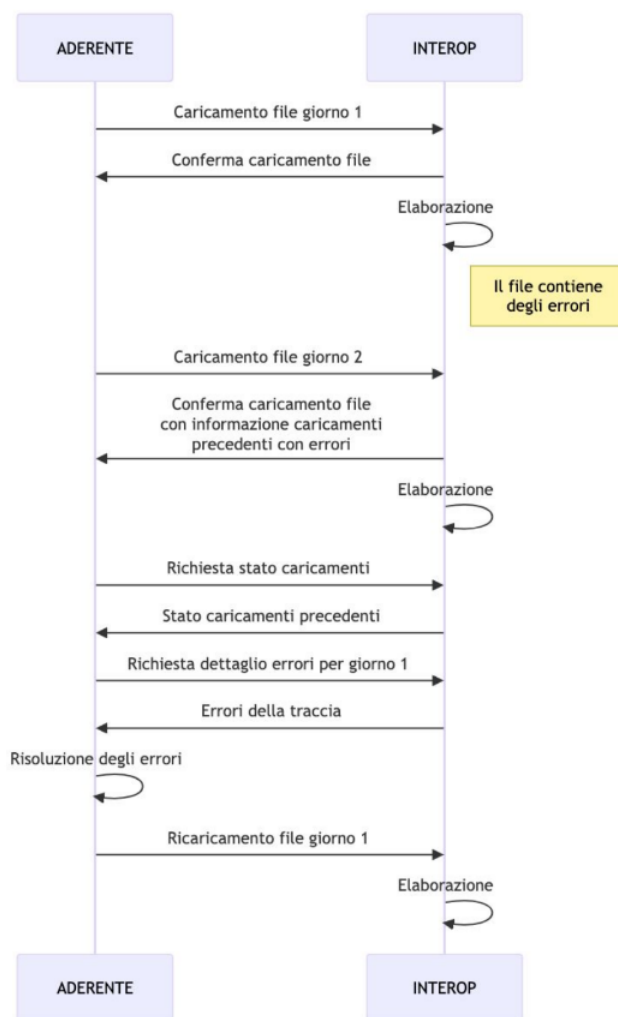 ADERENTE
INTEROP
Caricamento file giorno 1
Conferma caricamento file
Elaborazione
Il file contiene
degli errori
Caricamento file giorno 2
Conferma caricamento file
con informazione caricamenti
precedenti con errori
Elaborazione
Richiesta stato caricamenti
Stato caricamenti precedenti
Richiesta dettaglio errori per giorno 1
Errori della traccia
Risoluzione degli errori
Ricaricamento file giorno 1
Elaborazione
ADERENTE
INTEROP